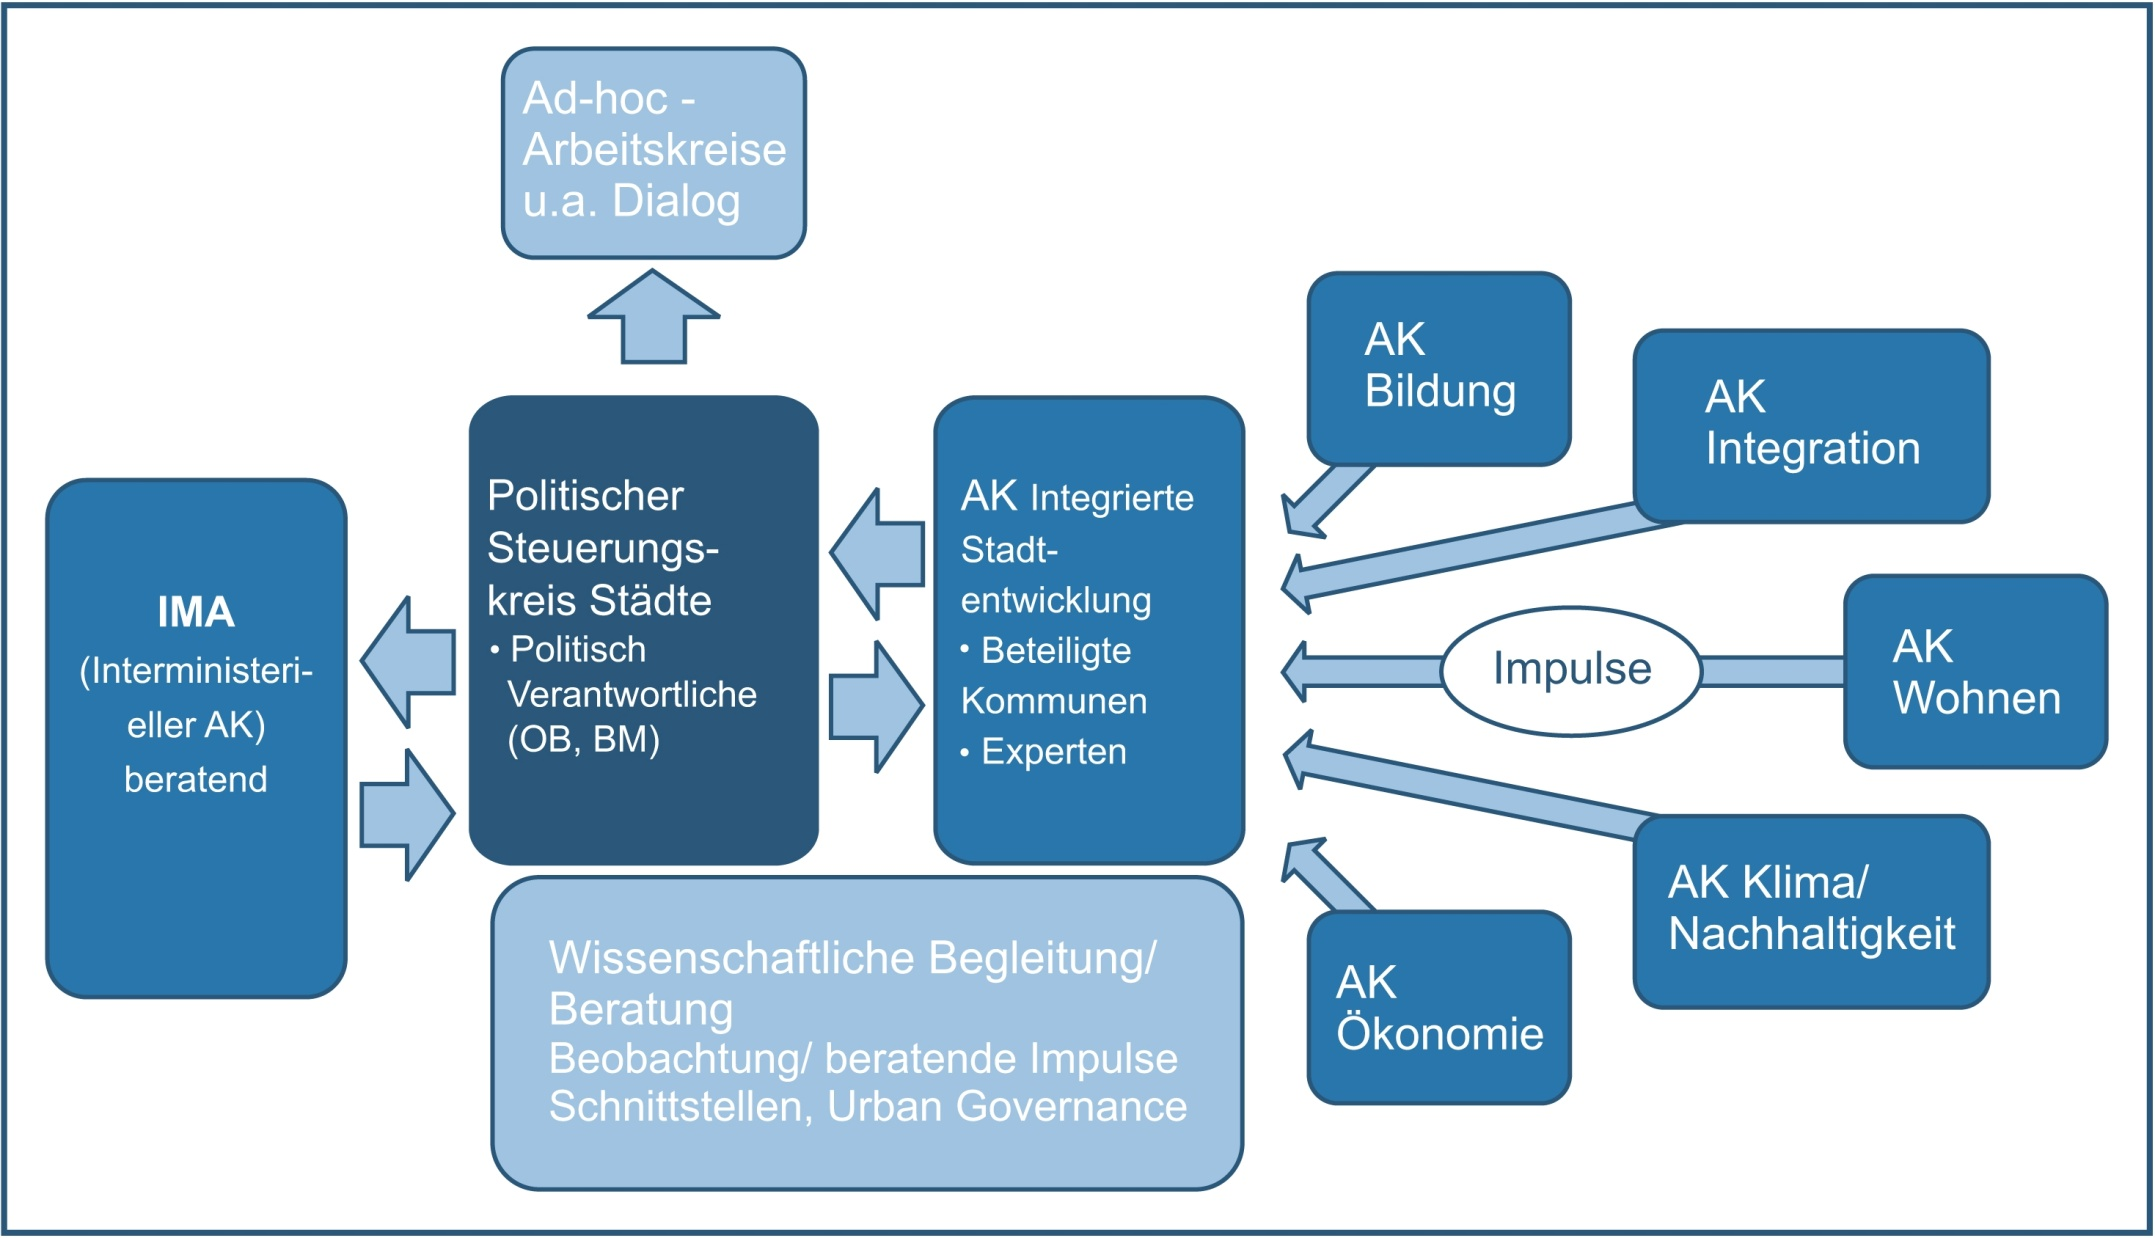 Ad-hoc -
Arbeitskreise
u.a. Dialog
IMA
(Interministeri-
eller AK)
beratend
Politischer
Steuerungs-
kreis Städte
• Politisch
Verantwortliche
(OB, BM)
AK Integrierte
Stadt-
entwicklung
• Beteiligte
Kommunen
• Experten
AK
Bildung
AK
Integration
Impulse
AK
Wohnen
AK Klima/
Nachhaltigkeit
AK
Ökonomie
Wissenschaftliche Begleitung/
Beratung
Beobachtung/ beratende Impulse
Schnittstellen, Urban Governance